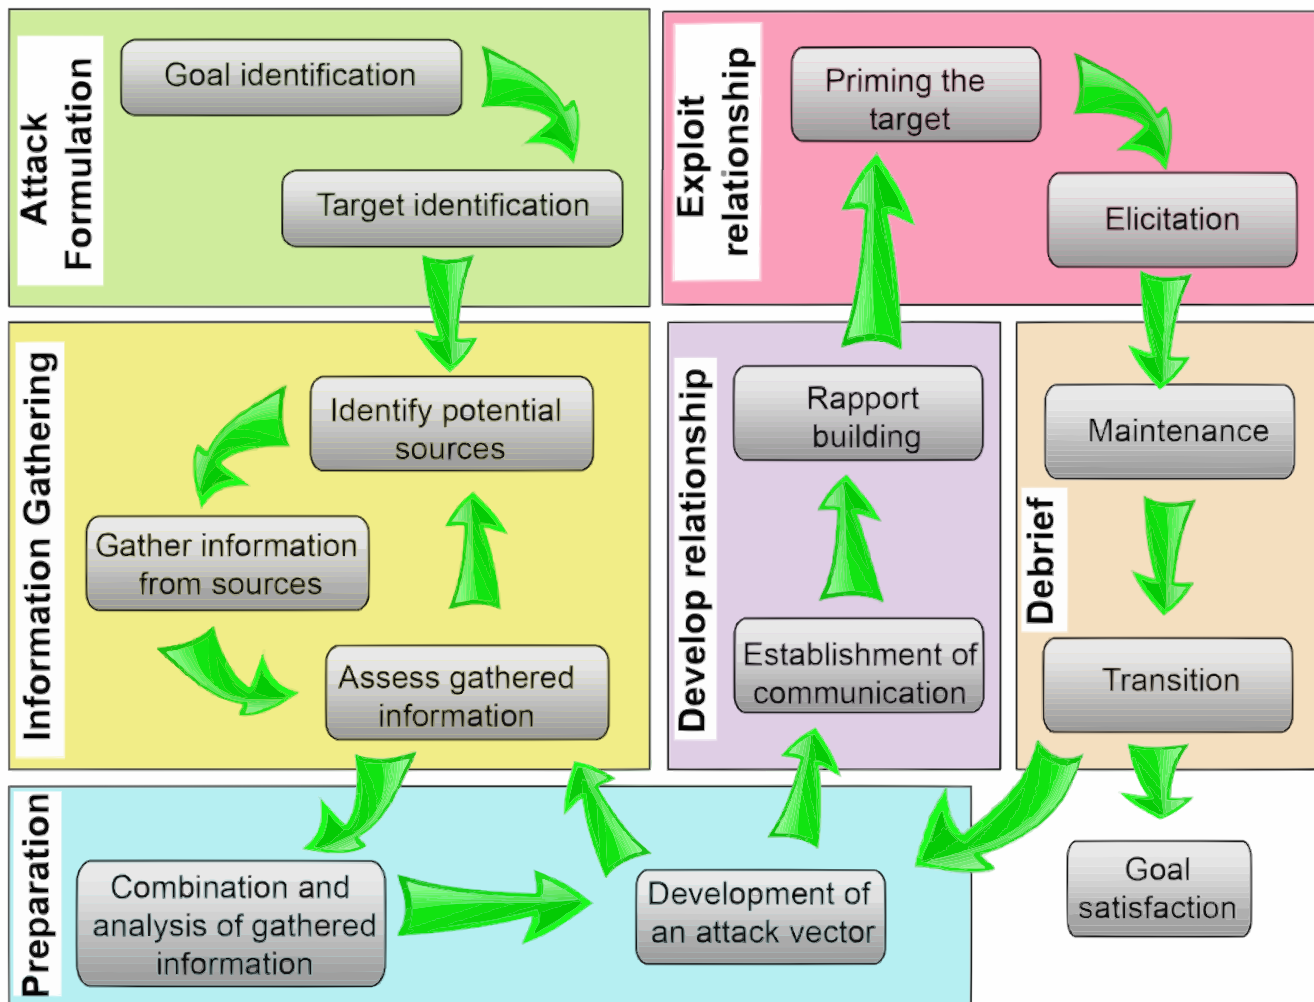 Attack
Formulation
Goal identification
Target identification
Information Gathering
Identify potential
sources
Gather information
from sources
Assess gathered
information
Preparation
Combination and
analysis of gathered
information
Development of
an attack vector
Develop relationship
Establishment of
communication
Rapport
building
Exploit
relationship
Priming the
target
Elicitation
Debrief
Maintenance
Transition
Goal
satisfaction